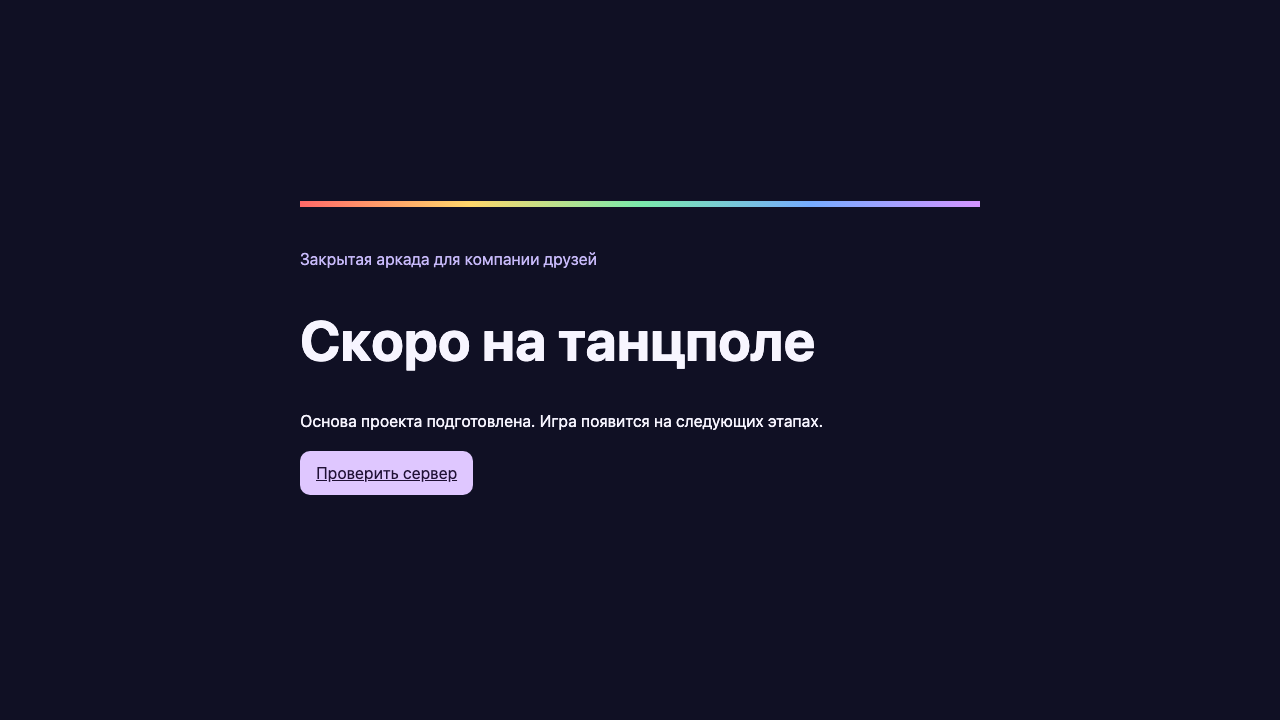 Закрытая аркада для компании друзей
Скоро на танцполе
Основа проекта подготовлена. Игра появится на следующих этапах.
Проверить сервер